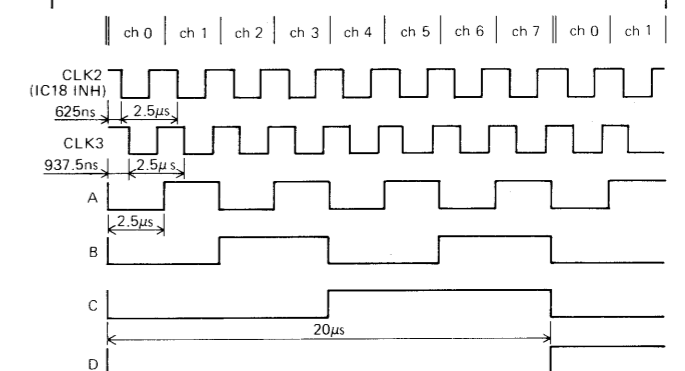 ch 0 ch 1 ch 2 ch 3 ch 4 ch 5 ch 6 ch 7 ch 0 ch 1
CLK2
(IC18 INH)
625ns 2.5μs
CLK3
937.5ns 2.5μs
A
2.5μs
B
C
20μs
D